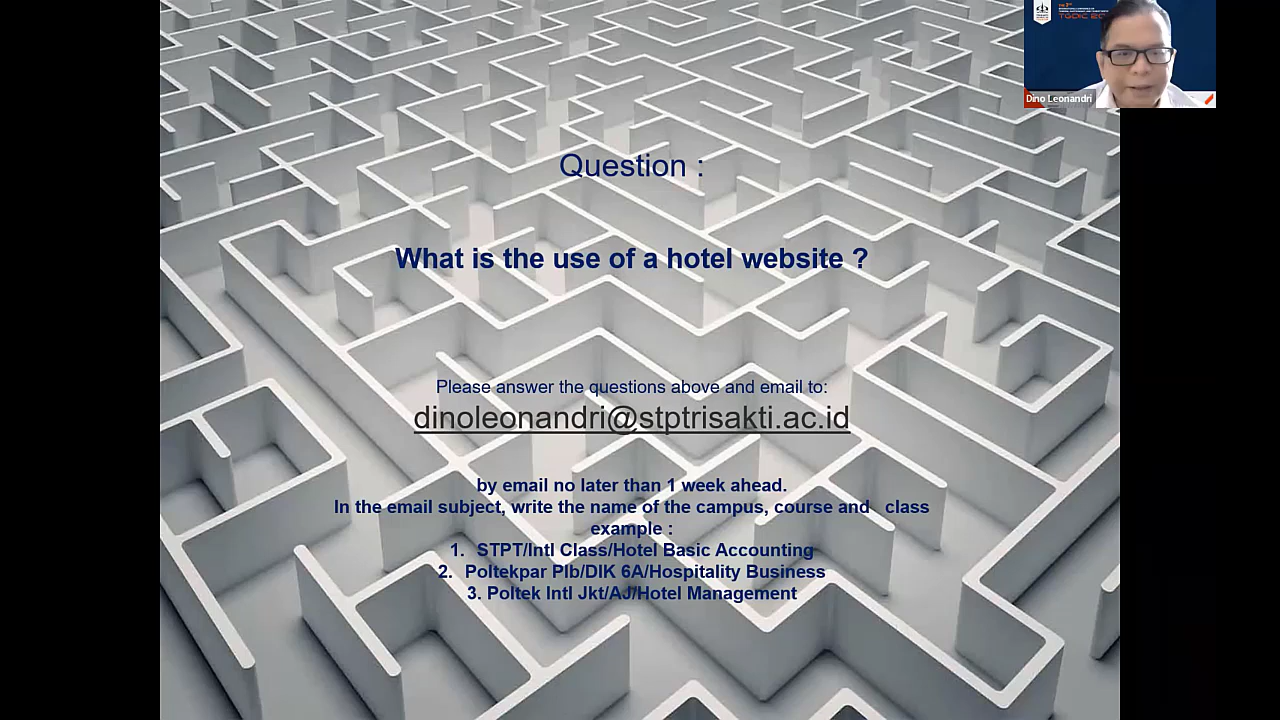 Question :
What is the use of a hotel website ?
Please answer the questions above and email to:
dinoleonandri@stptrisakti.ac.id
by email no later than 1 week ahead.
In the email subject, write the name of the campus, course and class
example :
1. STPT/Intl Class/Hotel Basic Accounting
2. Poltekpar Plb/DIK 6A/Hospitality Business
3. Poltek Intl Jkt/AJ/Hotel Management
Dino Leonandri